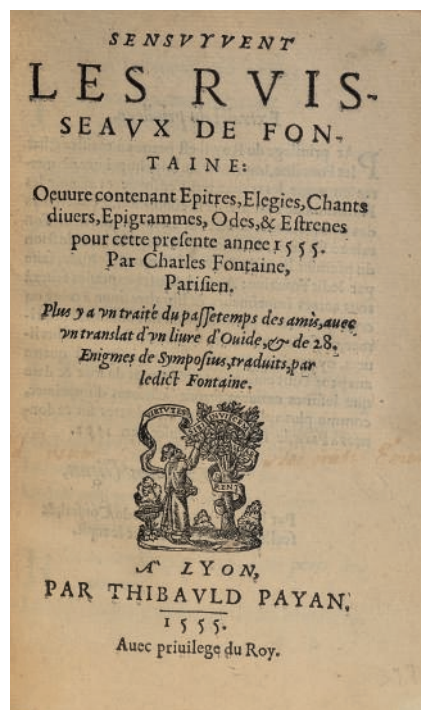 SENSVYVENT
LES RVIS-
SEAVX DE FON-
TAINE:
Oeuure contenant Epitres, Elegies, Chants
diuers, Epigrammes, Odes, & Estrenes
pour cette presente annee 1555.
Par Charles Fontaine,
Parisien.
Plus y a vn traité du passetemps des amis, auec
vn translat d'vn liure d'Ouide, & de 28.
Enigmes de Symposius, traduits par
ledict Fontaine.
VIRTVTES
RENT
A LYON,
PAR THIBAVLD PAYAN,
1555.
Auec priuilege du Roy.